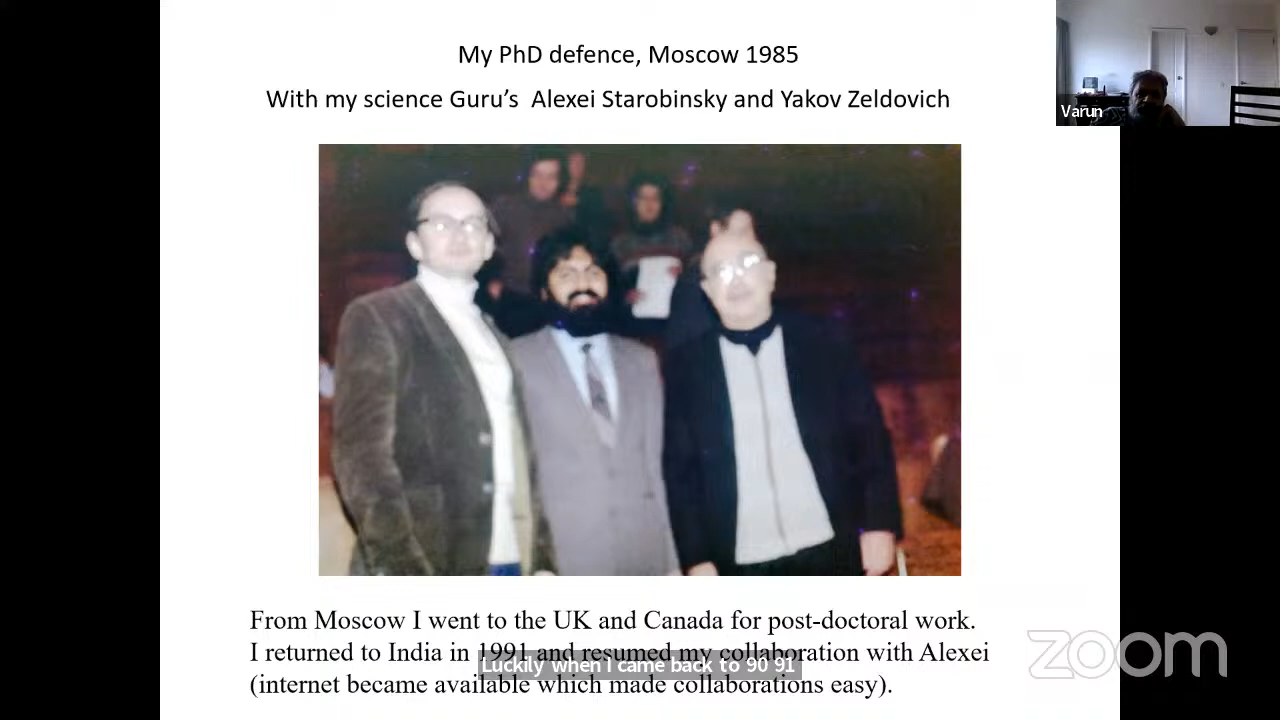 My PhD defence, Moscow 1985
With my science Guru's Alexei Starobinsky and Yakov Zeldovich
Varun
From Moscow I went to the UK and Canada for post-doctoral work.
I returned to India in 1991 and resumed my collaboration with Alexei
Luckily when I came back to 90 91
(internet became available which made collaborations easy).
zoom